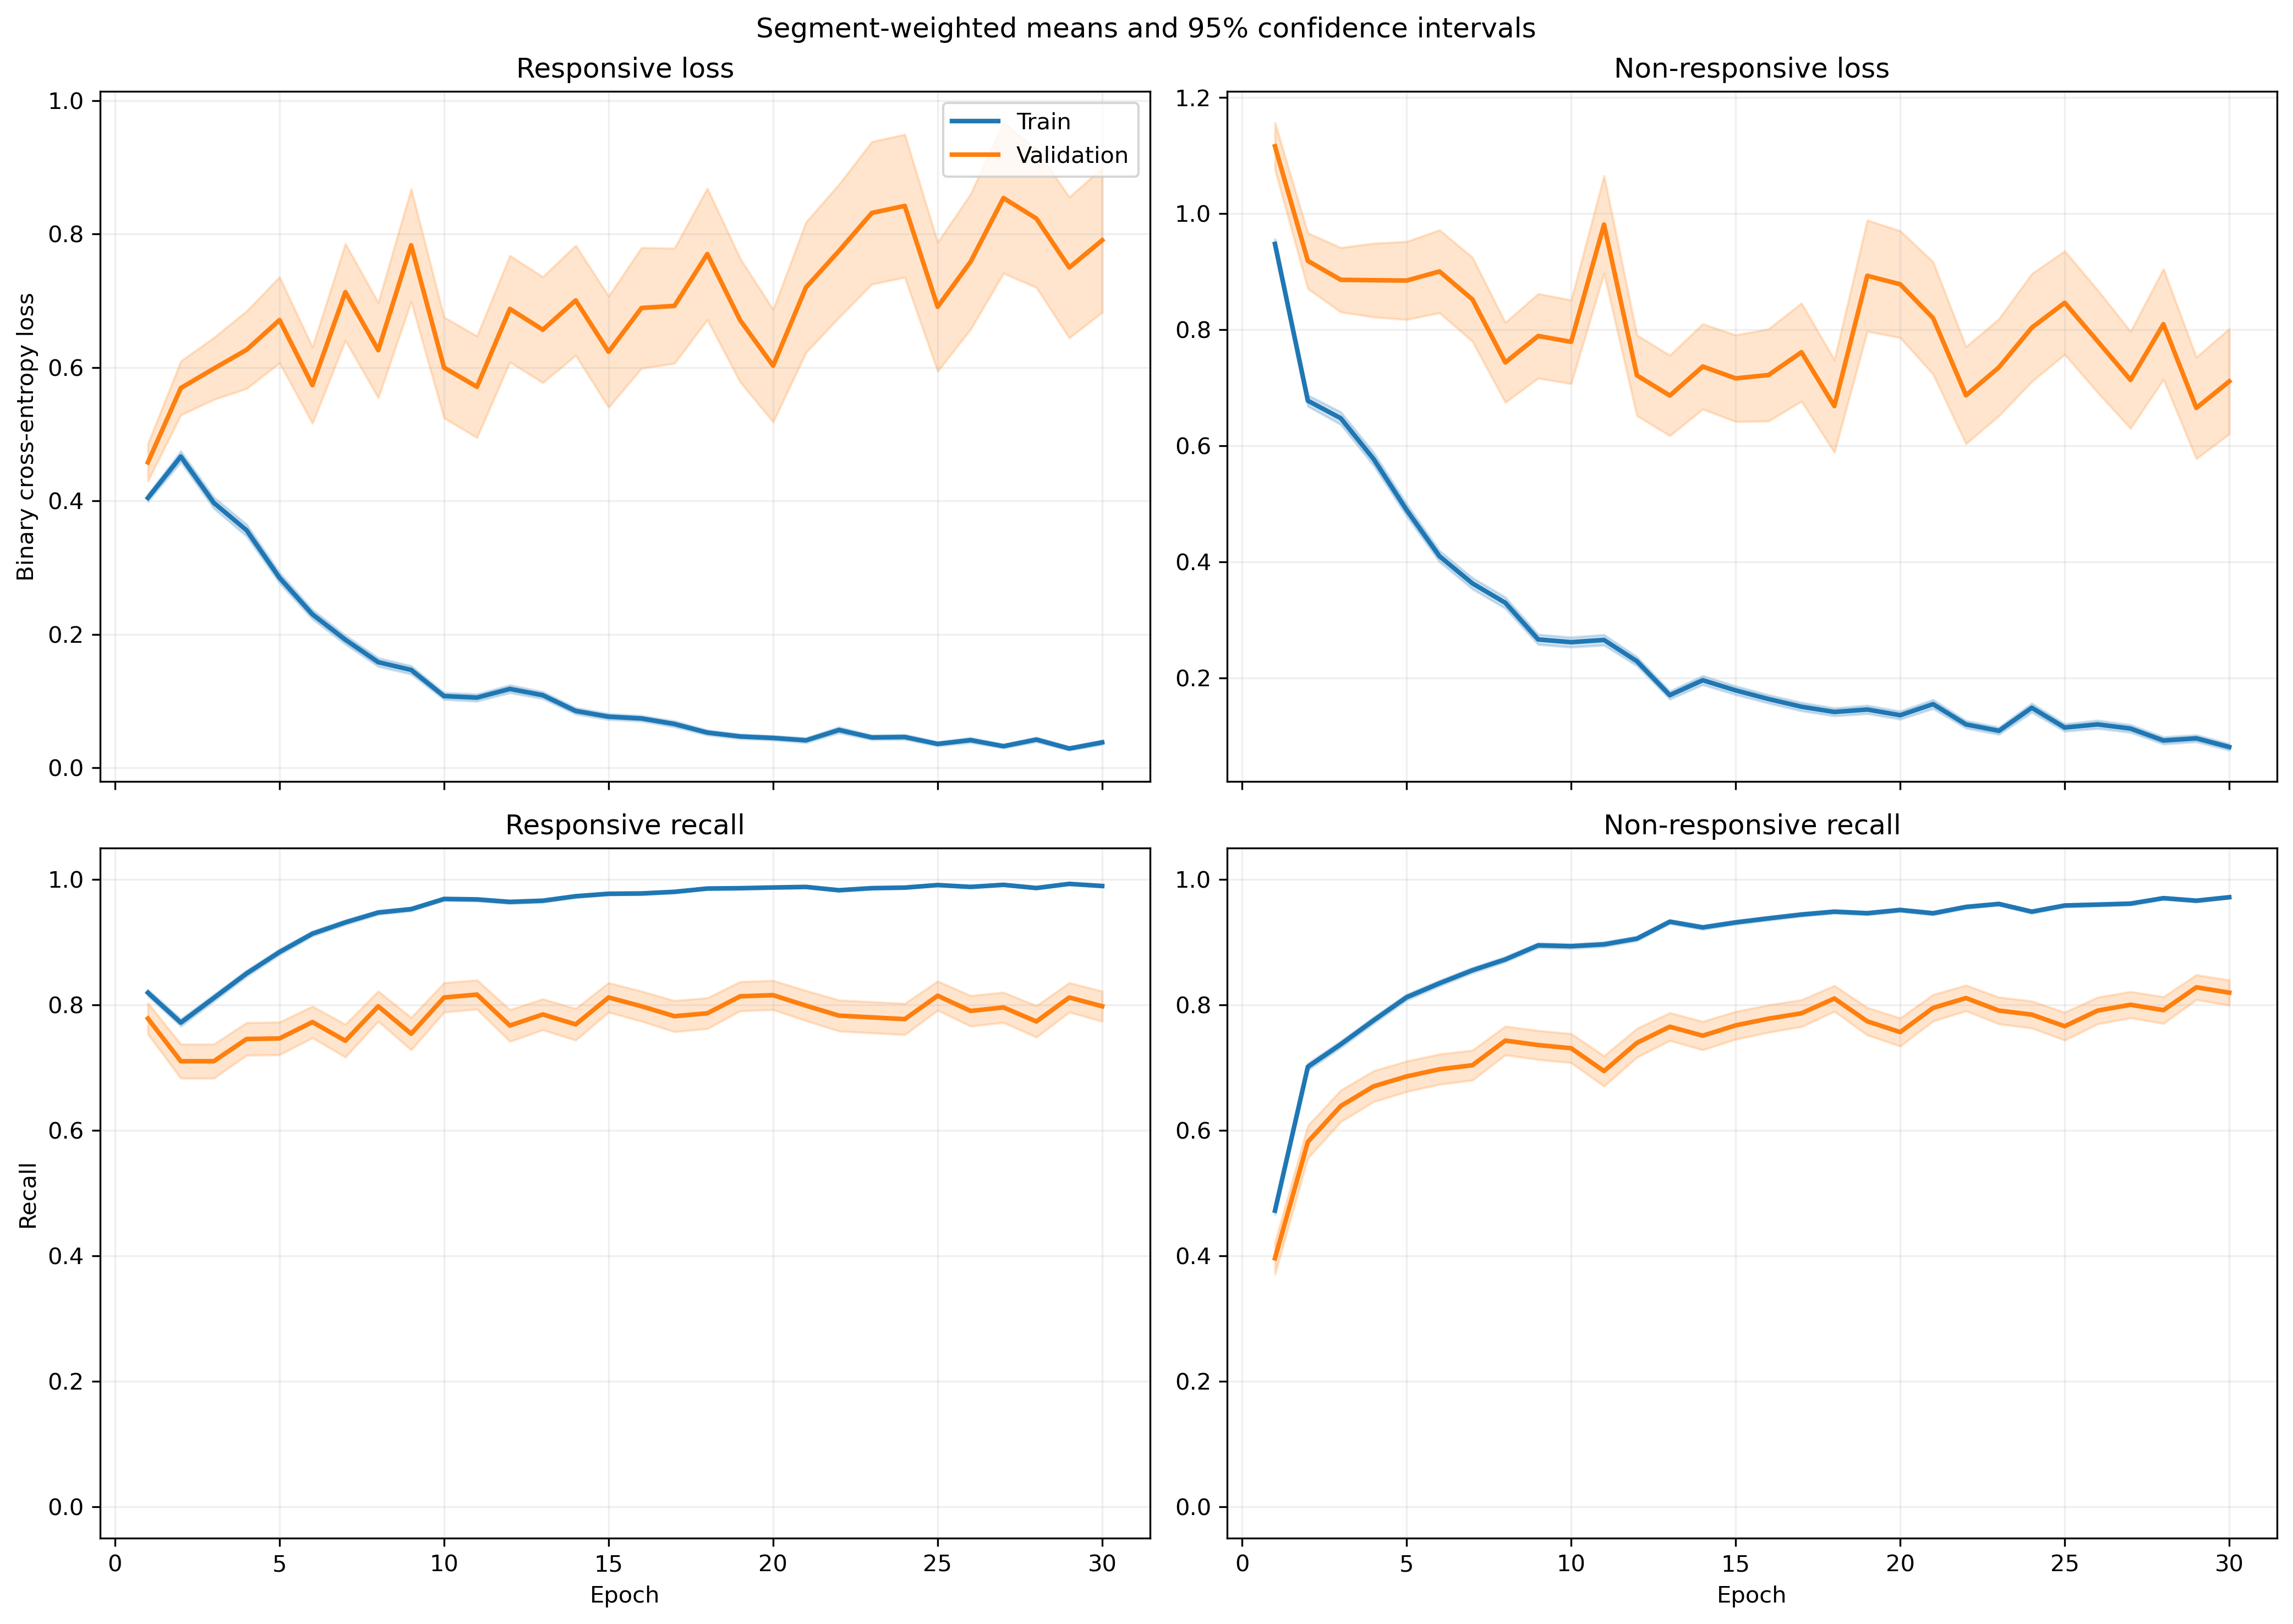 Segment-weighted means and 95% confidence intervals
Responsive loss
Non-responsive loss
Binary cross-entropy loss
1.0
0.8
0.6
0.4
0.2
0.0
Train
Validation
1.2
1.0
0.8
0.6
0.4
0.2
Responsive recall
Non-responsive recall
Recall
1.0
0.8
0.6
0.4
0.2
0.0
0 5 10 15 20 25 30
Epoch
1.0
0.8
0.6
0.4
0.2
0.0
0 5 10 15 20 25 30
Epoch